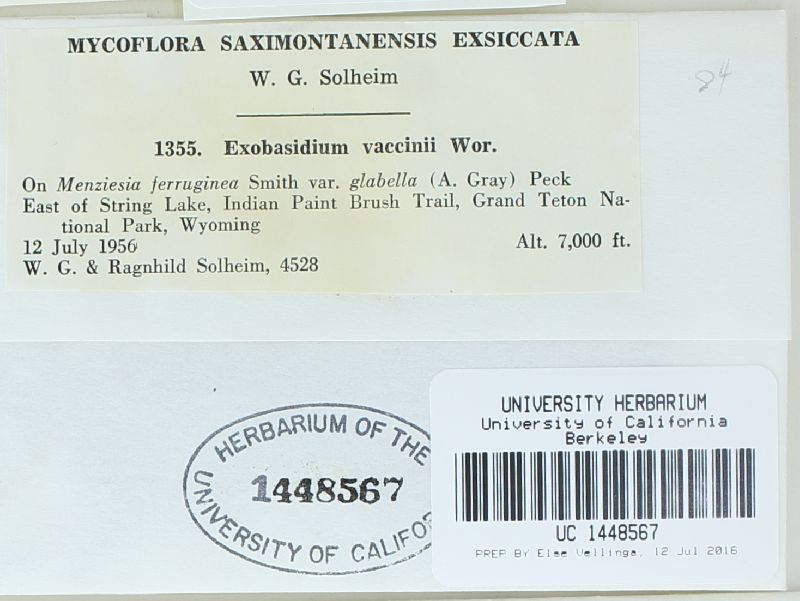 MYCOFLORA SAXIMONTANENSIS EXSICCATA
W. G. Solheim
84
1355. Exobasidium vaccinii Wor.
On Menziesia ferruginea Smith var. glabella (A. Gray) Peck
East of String Lake, Indian Paint Brush Trail, Grand Teton Na-
tional Park, Wyoming
12 July 1956 Alt. 7,000 ft.
W. G. & Ragnhild Solheim, 4528
HERBARIUM OF THE
1448567
UNIVERSITY OF CALIFOR
UNIVERSITY HERBARIUM
University of California
Berkeley
UC 1448567
PREP BY Else Vellinga, 12 Jul 2016